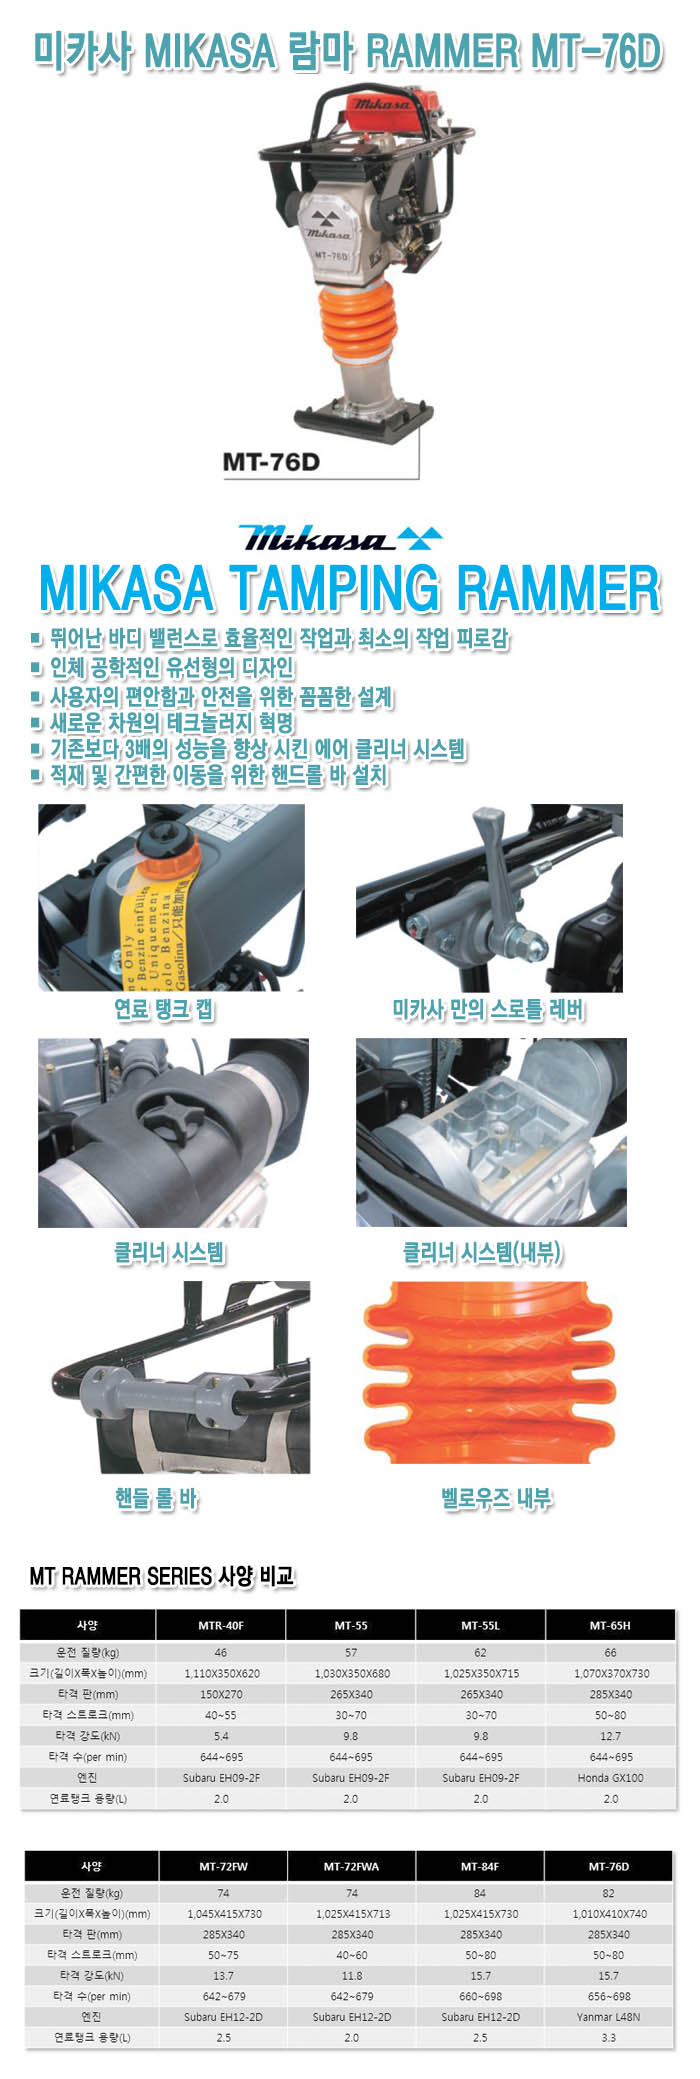 미카사 MIKASA 람마 RAMMER MT-76D
Mikasa
Mikasa
MT-76D
MT-76D
Mikasa
MIKASA TAMPING RAMMER
■ 뛰어난 바디 밸런스로 효율적인 작업과 최소의 작업 피로감
■ 인체 공학적인 유선형의 디자인
■ 사용자의 편안함과 안전을 위한 꼼꼼한 설계
■ 새로운 차원의 테크놀러지 혁명
■ 기존보다 3배의 성능을 향상 시킨 에어 클리너 시스템
■ 적재 및 간편한 이동을 위한 핸드롤 바 설치
ne Only
r Benzin einfüllen
e Uniquement
solo Benzina
Gasolina／只能加汽
연료 탱크 캡 미카사 만의 스로틀 레버
클리너 시스템 클리너 시스템(내부)
핸들 롤 바 벨로우즈 내부
MT RAMMER SERIES 사양 비교
사양 MTR-40F MT-55 MT-55L MT-65H
운전 질량(kg) 46 57 62 66
크기(길이X폭X높이)(mm) 1,110X350X620 1,030X350X680 1,025X350X715 1,070X370X730
타격 판(mm) 150X270 265X340 265X340 285X340
타격 스트로크(mm) 40~55 30~70 30~70 50~80
타격 강도(kN) 5.4 9.8 9.8 12.7
타격 수(per min) 644~695 644~695 644~695 644~695
엔진 Subaru EH09-2F Subaru EH09-2F Subaru EH09-2F Honda GX100
연료탱크 용량(L) 2.0 2.0 2.0 2.0
사양 MT-72FW MT-72FWA MT-84F MT-76D
운전 질량(kg) 74 74 84 82
크기(길이X폭X높이)(mm) 1,045X415X730 1,025X415X713 1,025X415X730 1,010X410X740
타격 판(mm) 285X340 285X340 285X340 285X340
타격 스트로크(mm) 50~75 40~60 50~80 50~80
타격 강도(kN) 13.7 11.8 15.7 15.7
타격 수(per min) 642~679 642~679 660~698 656~698
엔진 Subaru EH12-2D Subaru EH12-2D Subaru EH12-2D Yanmar L48N
연료탱크 용량(L) 2.5 2.0 2.5 3.3